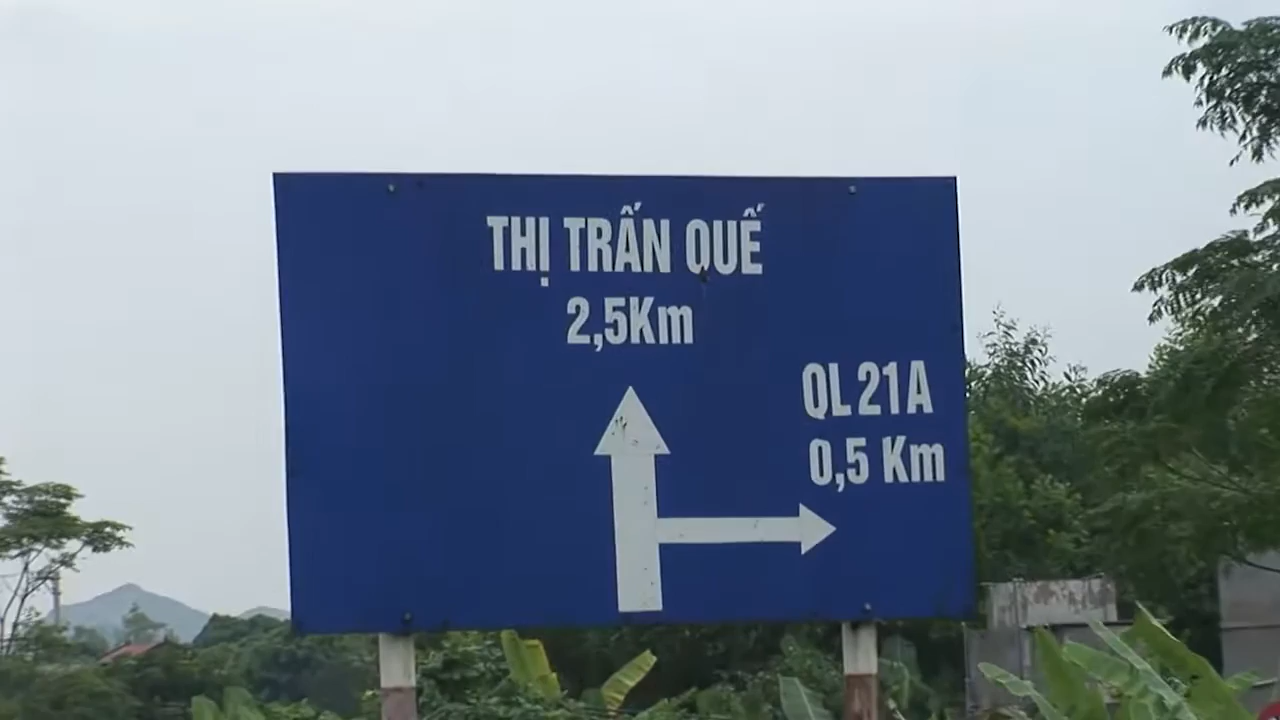 THỊ TRẤN QUẾ
2,5Km
QL 21A
0,5 Km